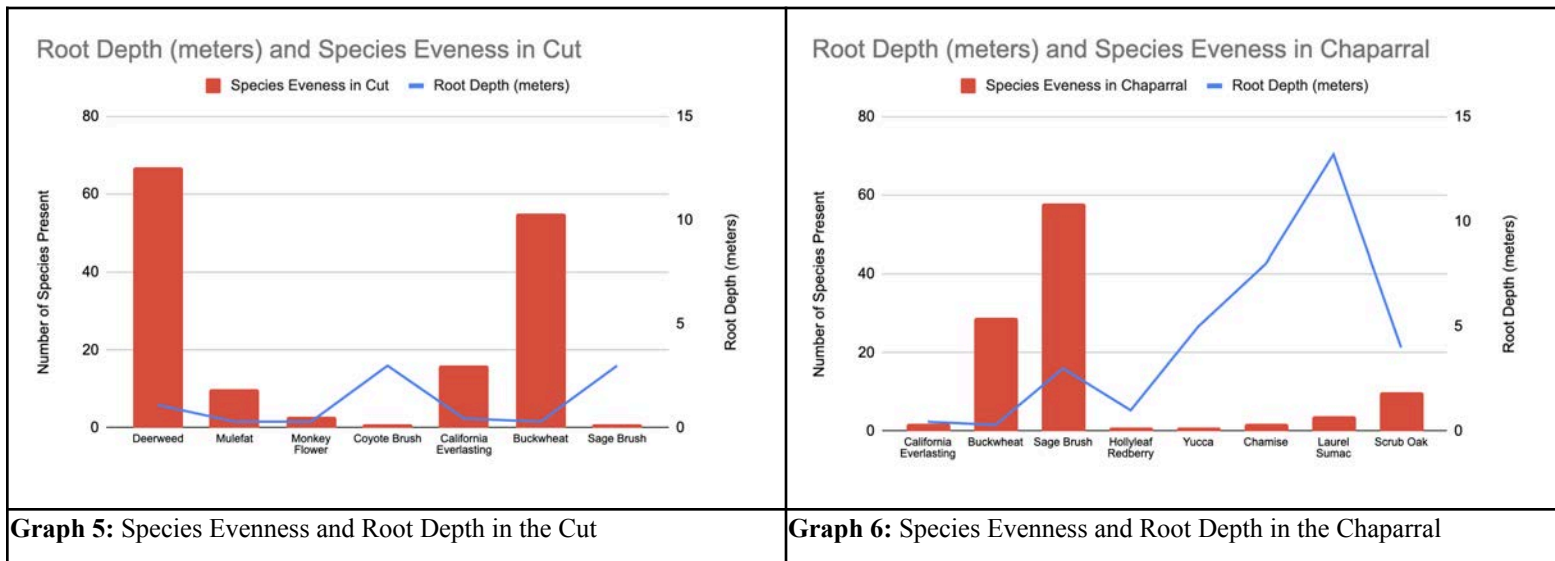 Root Depth (meters) and Species Eveness in Cut
Species Eveness in Cut Root Depth (meters)
Number of Species Present
80
60
40
20
0
15
10
5
0
Root Depth (meters)
Deerweed
Mulefat
Monkey
Flower
Coyote Brush
California
Everlasting
Buckwheat
Sage Brush
Graph 5: Species Evenness and Root Depth in the Cut
Root Depth (meters) and Species Eveness in Chaparral
Species Eveness in Chaparral Root Depth (meters)
Number of Species Present
80
60
40
20
0
15
10
5
0
Root Depth (meters)
California
Everlasting
Buckwheat
Sage Brush
Hollyleaf
Redberry
Yucca
Chamise
Laurel
Sumac
Scrub Oak
Graph 6: Species Evenness and Root Depth in the Chaparral